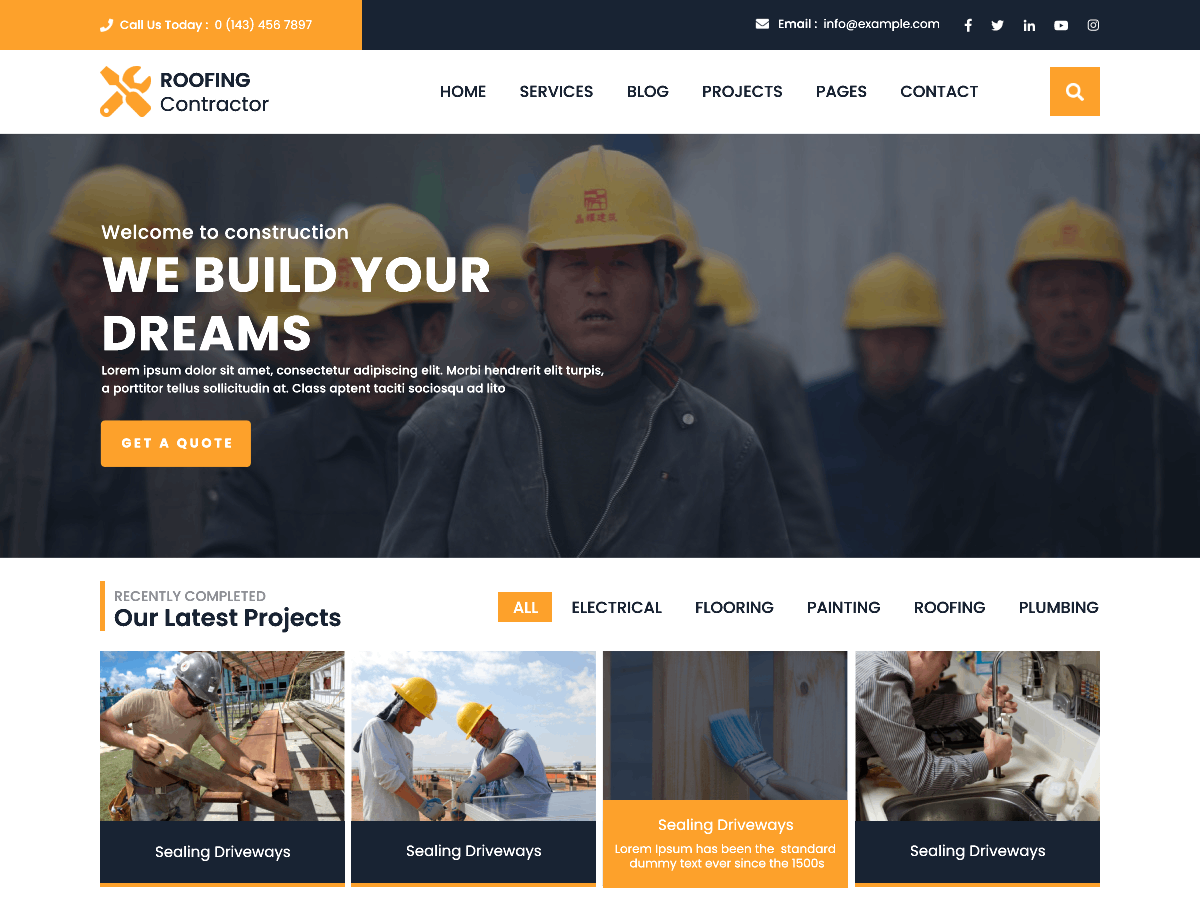 Call Us Today : 0 (143) 456 7897
Email : info@example.com
ROOFING
Contractor
HOME SERVICES BLOG PROJECTS PAGES CONTACT
Welcome to construction
WE BUILD YOUR
DREAMS
Lorem ipsum dolor sit amet, consectetur adipiscing elit. Morbi hendrerit elit turpis,
a porttitor tellus sollicitudin at. Class aptent taciti sociosqu ad lito
GET A QUOTE
RECENTLY COMPLETED
Our Latest Projects
ALL ELECTRICAL FLOORING PAINTING ROOFING PLUMBING
Sealing Driveways
Sealing Driveways
Sealing Driveways
Lorem Ipsum has been the standard
dummy text ever since the 1500s
Sealing Driveways